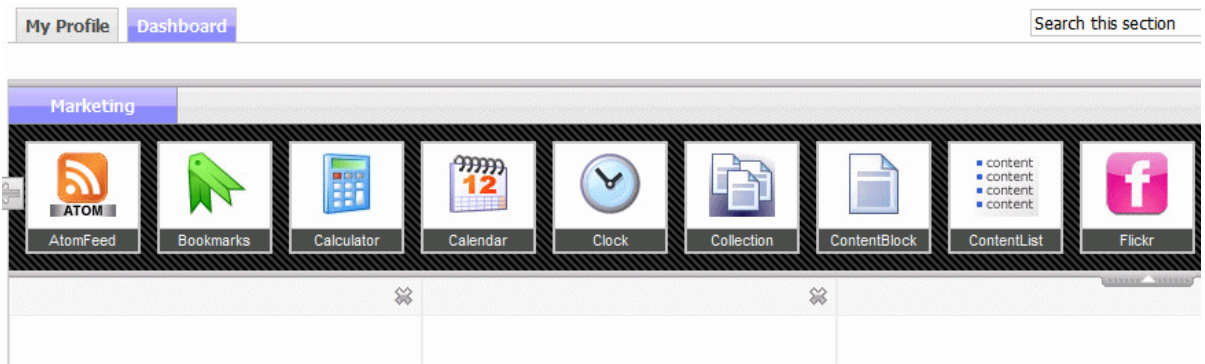 My Profile Dashboard Search this section
Marketing
ATOM
12
content
content
content
content
f
AtomFeed Bookmarks Calculator Calendar Clock Collection ContentBlock ContentList Flickr